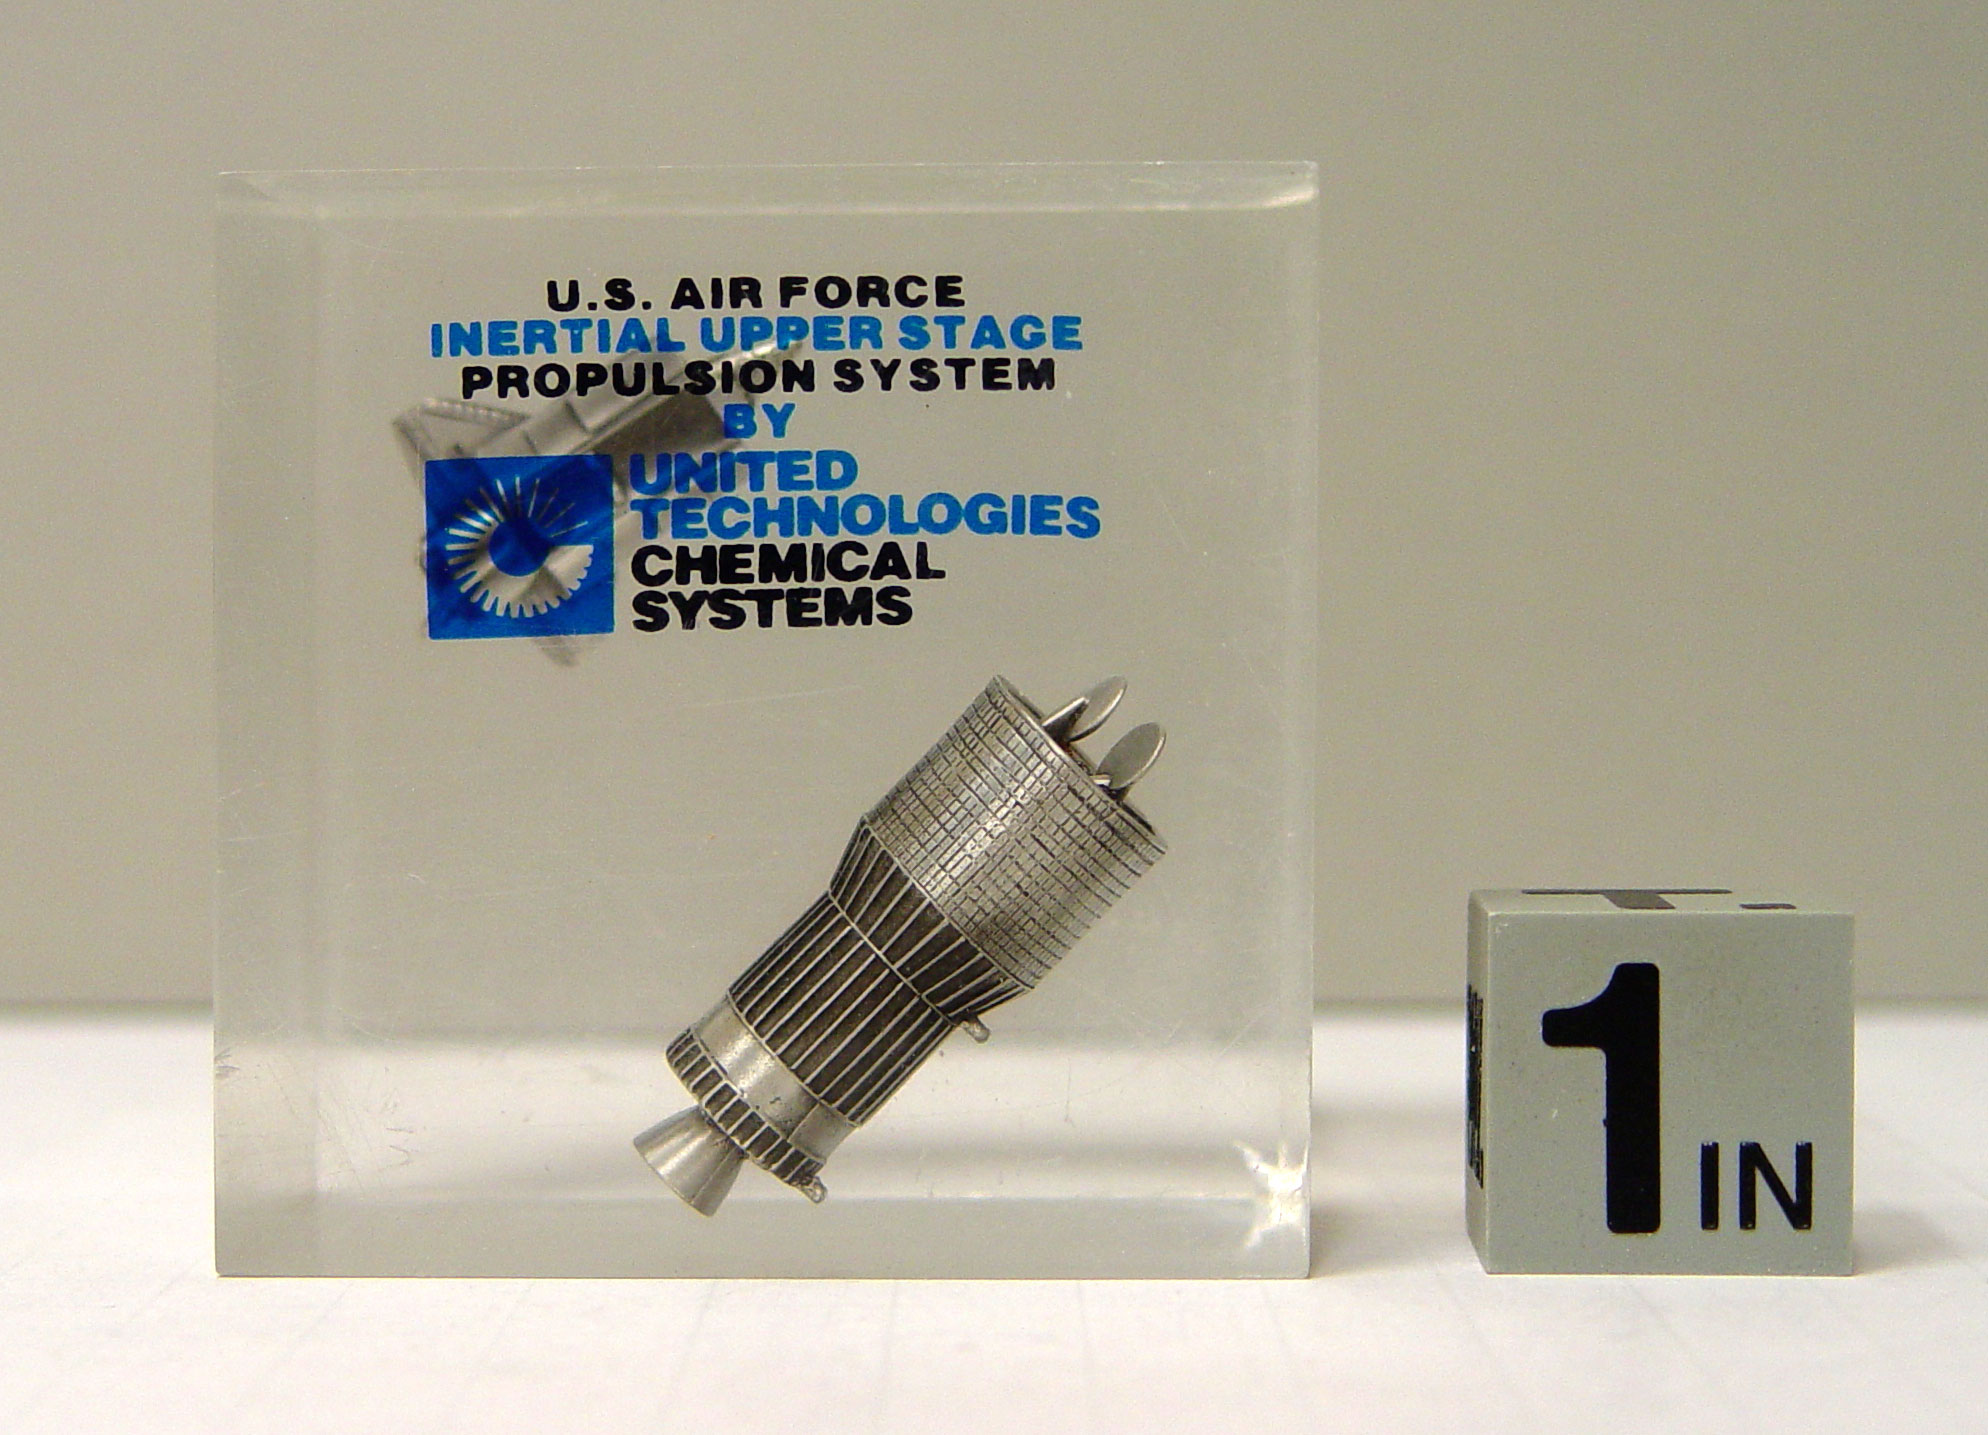 U.S. AIR FORCE
INERTIAL UPPER STAGE
PROPULSION SYSTEM
BY
UNITED
TECHNOLOGIES
CHEMICAL
SYSTEMS
1 IN